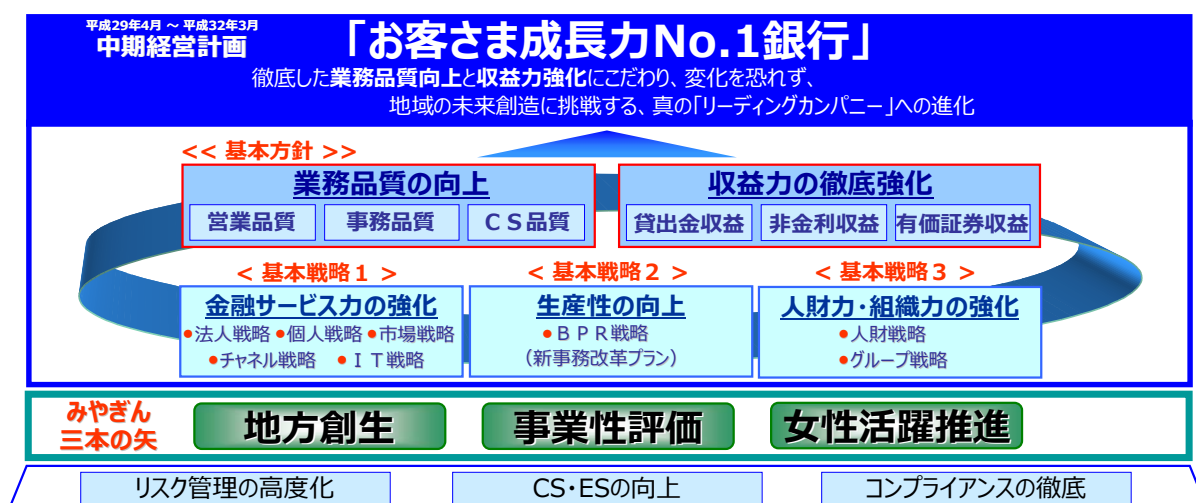 平成29年4月 ~ 平成32年3月
中期経営計画
「お客さま成長力No.1銀行」
徹底した業務品質向上と収益力強化にこだわり、変化を恐れず、
地域の未来創造に挑戦する、真の「リーディングカンパニー」への進化
<< 基本方針 >>
業務品質の向上
営業品質 事務品質 CS品質
収益力の徹底強化
貸出金収益 非金利収益 有価証券収益
< 基本戦略1 >
金融サービス力の強化
●法人戦略 ●個人戦略 ●市場戦略
●チャネル戦略 ●IT戦略
< 基本戦略2 >
生産性の向上
●BPR戦略
(新事務改革プラン)
< 基本戦略3 >
人財力・組織力の強化
●人財戦略
●グループ戦略
みやぎん
三本の矢
地方創生 事業性評価 女性活躍推進
リスク管理の高度化 CS・ESの向上 コンプライアンスの徹底